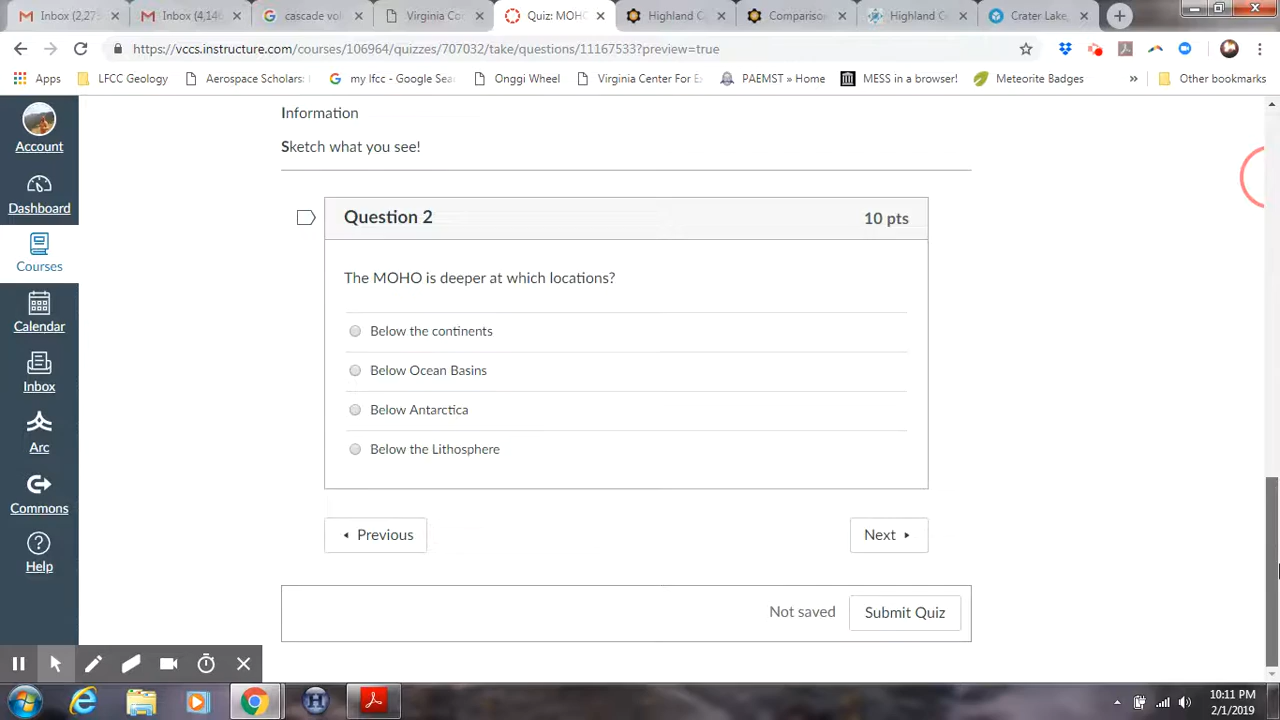 Inbox (2,27
Inbox (4,14
cascade vol
Virginia Co
Quiz: MOH
Highland C
Comparison
Highland C
Crater Lake,
https://vccs.instructure.com/courses/106964/quizzes/707032/take/questions/11167533?preview=true
Apps
LFCC Geology
Aerospace Scholars:
my lfcc - Google Sea
Onggi Wheel
Virginia Center For E
PAEMST » Home
MESS in a browser!
Meteorite Badges
»
Other bookmarks
Account
Dashboard
Courses
Calendar
Inbox
Arc
Commons
Help
Information
Sketch what you see!
Question 2
10 pts
The MOHO is deeper at which locations?
Below the continents
Below Ocean Basins
Below Antarctica
Below the Lithosphere
Previous
Next
Not saved
Submit Quiz
10:11 PM
2/1/2019